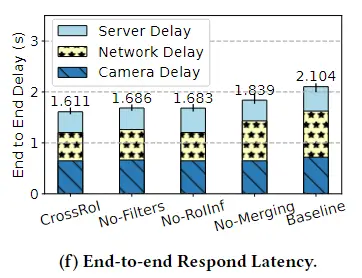 Server Delay
Network Delay
Camera Delay
End to End Delay (s)
3
2
1
0
1.611
1.686
1.683
1.839
2.104
CrossRoI
No-Filters
No-RoIInf
No-Merging
Baseline
(f) End-to-end Respond Latency.